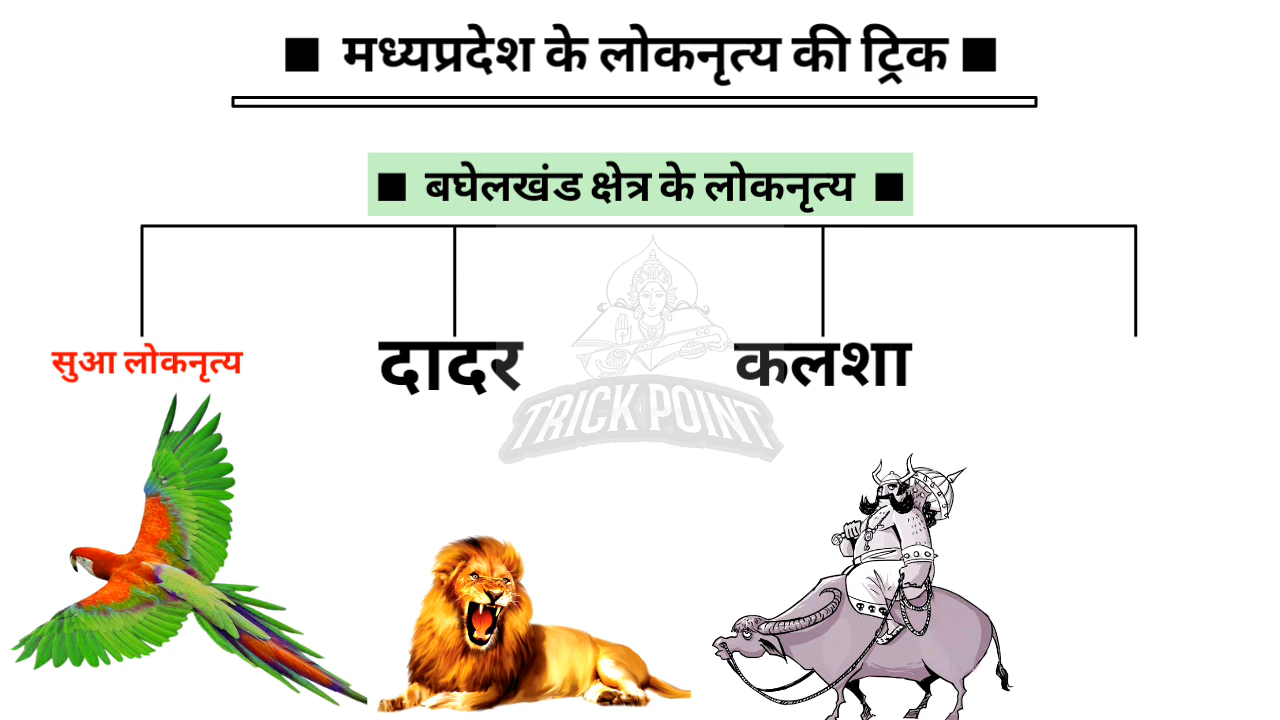 ■ मध्यप्रदेश के लोकनृत्य की ट्रिक ■
■ बघेलखंड क्षेत्र के लोकनृत्य ■
सुआ लोकनृत्य
दादर
कलशा
TRICK POINT